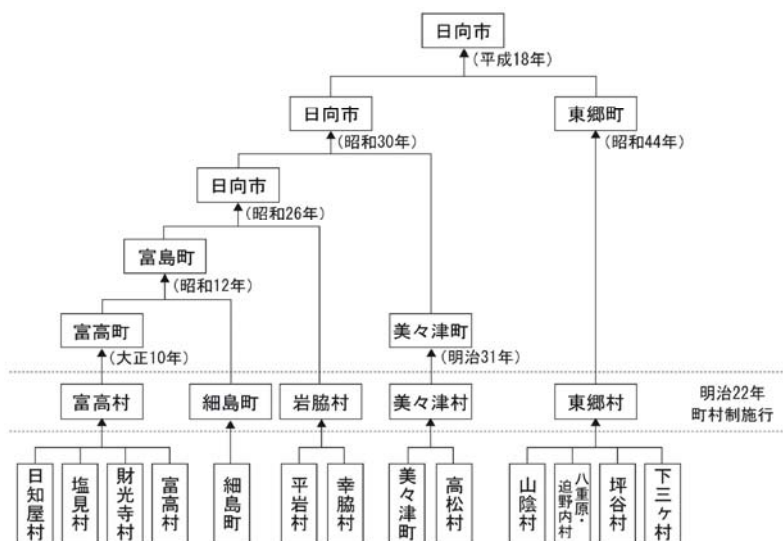 日向市
(平成18年)
日向市
東郷町
(昭和30年)
(昭和44年)
日向市
(昭和26年)
富島町
(昭和12年)
富高町
美々津町
(大正10年)
(明治31年)
富高村
細島町
岩脇村
美々津村
東郷村
明治22年
町村制施行
日知屋村
塩見村
財光寺村
富高村
細島町
平岩村
幸脇村
美々津町
高松村
山陰村
八重原・
迫野内村
坪谷村
下三ヶ村